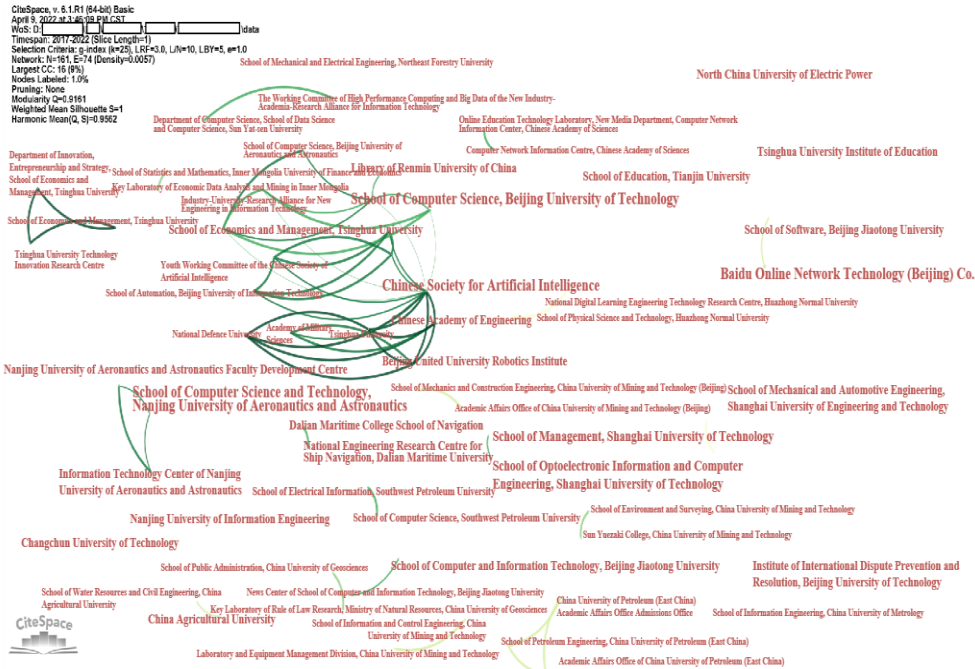 CiteSpace, v. 6.1.R1 (64-bit) Basic
April 9, 2022 at 3:46:09 PM CST
WoS: D:\data
Timespan: 2017-2022 (Slice Length=1)
Selection Criteria: g-index (k=25), LRF=3.0, L/N=10, LBY=5, e=1.0
Network: N=161, E=74 (Density=0.0057)
Largest CC: 16 (9%)
Nodes Labeled: 1.0%
Pruning: None
Modularity Q=0.9161
Weighted Mean Silhouette S=1
Harmonic Mean(Q, S)=0.9562
School of Mechanical and Electrical Engineering, Northeast Forestry University
North China University of Electric Power
The Working Committee of High Performance Computing and Big Data of the New Industry-
Academia-Research Alliance for Information Technology
Department of Computer Science, School of Data Science
and Computer Science, Sun Yat-sen University
Online Education Technology Laboratory, New Media Department, Computer Network
Information Center, Chinese Academy of Sciences
School of Computer Science, Beijing University of
Aeronautics and Astronautics
Computer Network Information Centre, Chinese Academy of Sciences
Tsinghua University Institute of Education
Department of Innovation,
Entrepreneurship and Strategy,
School of Economics and
Management, Tsinghua University
School of Statistics and Mathematics, Inner Mongolia University of Finance and Economics
Library of Renmin University of China
School of Education, Tianjin University
Key Laboratory of Economic Data Analysis and Mining in Inner Mongolia
Industry-University-Research Alliance for New
Engineering in Information Technology
School of Computer Science, Beijing University of Technology
School of Economics and Management, Tsinghua University
School of Economics and Management, Tsinghua University
School of Software, Beijing Jiaotong University
Tsinghua University Technology
Innovation Research Centre
Youth Working Committee of the Chinese Society of
Artificial Intelligence
Baidu Online Network Technology (Beijing) Co.
School of Automation, Beijing University of Information Technology
Chinese Society for Artificial Intelligence
National Digital Learning Engineering Technology Research Centre, Huazhong Normal University
Chinese Academy of Engineering
School of Physical Science and Technology, Huazhong Normal University
National Defence University
Academy of Military
Sciences
Tsinghua University
Beijing United University Robotics Institute
Nanjing University of Aeronautics and Astronautics Faculty Development Centre
School of Computer Science and Technology,
Nanjing University of Aeronautics and Astronautics
School of Mechanics and Construction Engineering, China University of Mining and Technology (Beijing)
Academic Affairs Office of China University of Mining and Technology (Beijing)
School of Mechanical and Automotive Engineering,
Shanghai University of Engineering and Technology
Dalian Maritime College School of Navigation
National Engineering Research Centre for
Ship Navigation, Dalian Maritime University
School of Management, Shanghai University of Technology
School of Optoelectronic Information and Computer
Engineering, Shanghai University of Technology
Information Technology Center of Nanjing
University of Aeronautics and Astronautics
School of Electrical Information, Southwest Petroleum University
Nanjing University of Information Engineering
School of Computer Science, Southwest Petroleum University
School of Environment and Surveying, China University of Mining and Technology
Sun Yuezaki College, China University of Mining and Technology
Changchun University of Technology
School of Public Administration, China University of Geosciences
School of Computer and Information Technology, Beijing Jiaotong University
Institute of International Dispute Prevention and
Resolution, Beijing University of Technology
School of Water Resources and Civil Engineering, China
Agricultural University
News Center of School of Computer and Information Technology, Beijing Jiaotong University
Key Laboratory of Rule of Law Research, Ministry of Natural Resources, China University of Geosciences
China University of Petroleum (East China)
Academic Affairs Office Admissions Office
School of Information Engineering, China University of Metrology
China Agricultural University
School of Information and Control Engineering, China
University of Mining and Technology
School of Petroleum Engineering, China University of Petroleum (East China)
Laboratory and Equipment Management Division, China University of Mining and Technology
Academic Affairs Office of China University of Petroleum (East China)
CiteSpace